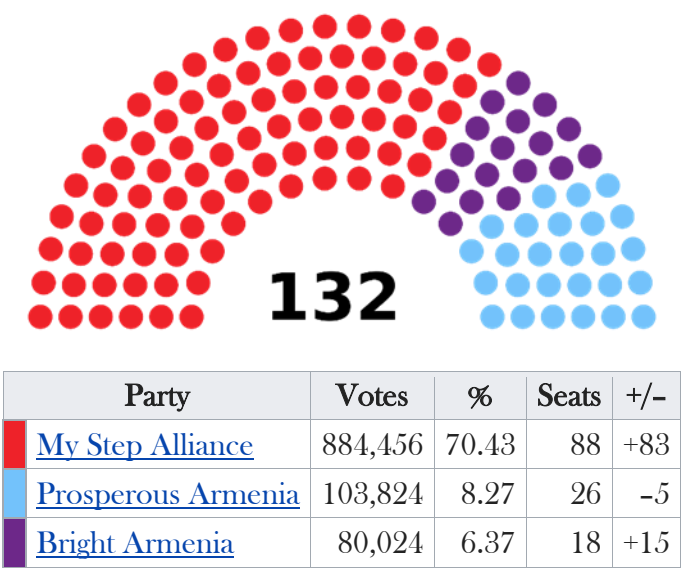 132
Party Votes % Seats +/–
My Step Alliance 884,456 70.43 88 +83
Prosperous Armenia 103,824 8.27 26 –5
Bright Armenia 80,024 6.37 18 +15